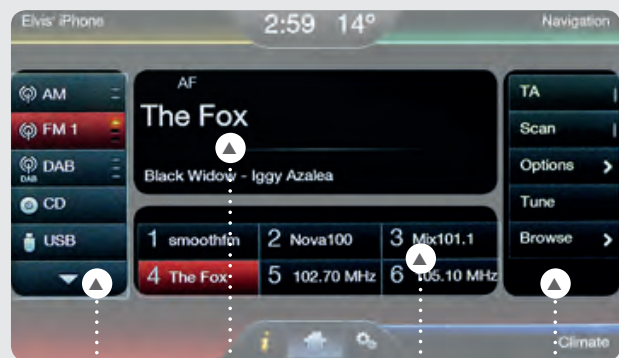 Elvis' iPhone
2:59 14°
Navigation
AM
FM 1
DAB
DAB
CD
USB
AF
The Fox
Black Widow - Iggy Azalea
1 smoothfm
2 Nova100
3 Mix101.1
4 The Fox
5 102.70 MHz
6 105.10 MHz
TA
Scan
Options
Tune
Browse
i
Climate